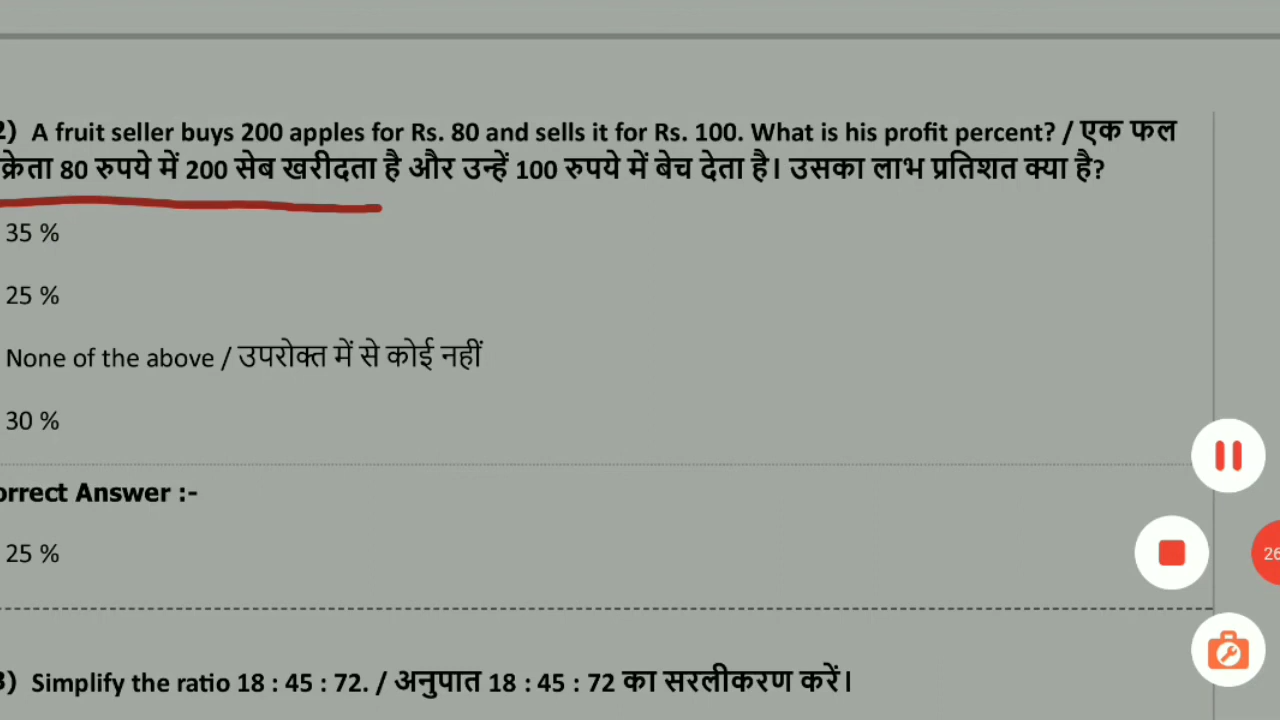 2) A fruit seller buys 200 apples for Rs. 80 and sells it for Rs. 100. What is his profit percent? / एक फल
क्रेता 80 रुपये में 200 सेब खरीदता है और उन्हें 100 रुपये में बेच देता है। उसका लाभ प्रतिशत क्या है?
35 %
25 %
None of the above / उपरोक्त में से कोई नहीं
30 %
orrect Answer :-
25 %
26
3) Simplify the ratio 18 : 45 : 72. / अनुपात 18 : 45 : 72 का सरलीकरण करें।